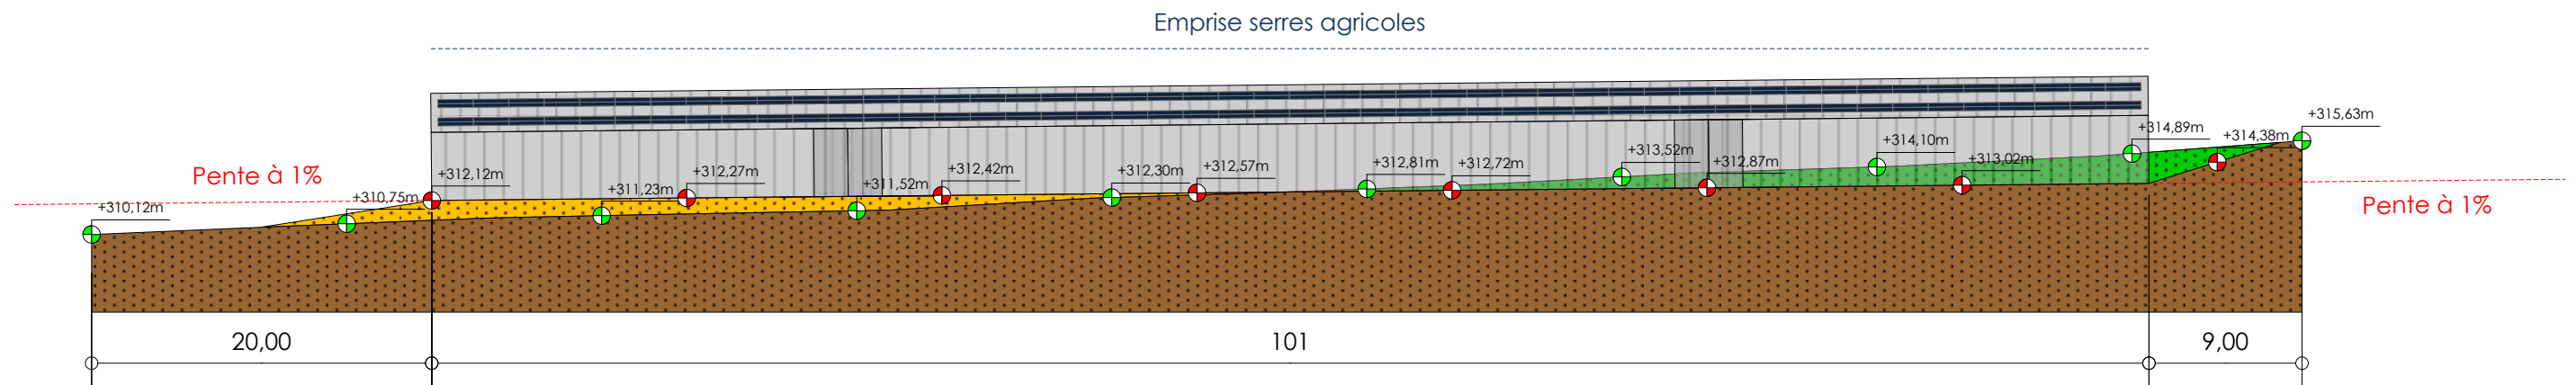 Emprise serres agricoles
Pente à 1%
+310,12m
+310,75m
+312,12m
+311,23m
+312,27m
+311,52m
+312,42m
+312,30m
+312,57m
+312,81m
+312,72m
+313,52m
+312,87m
+314,10m
+313,02m
+314,89m
+314,38m
+315,63m
Pente à 1%
20,00
101
9,00